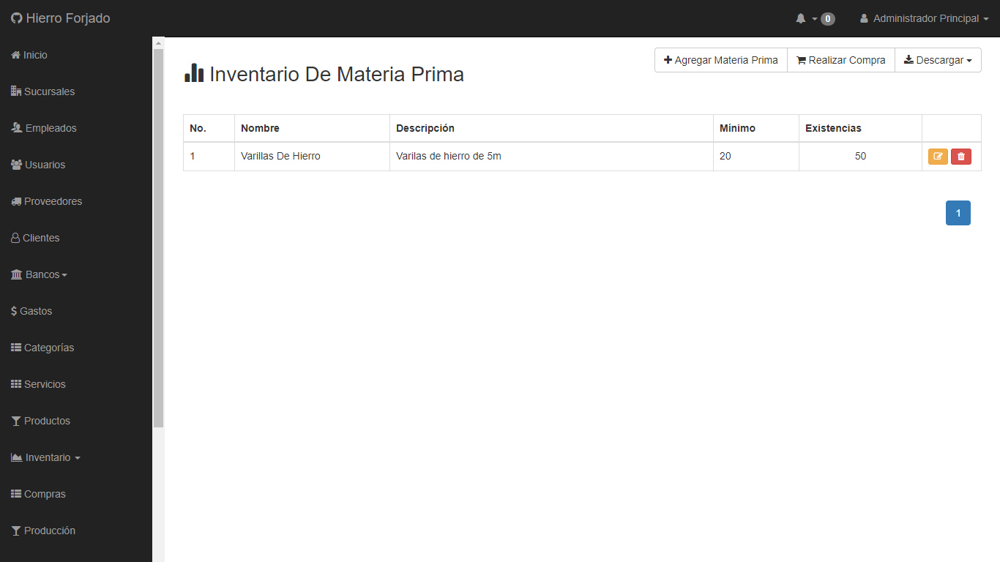 Hierro Forjado
0
Administrador Principal
Inicio
Sucursales
Empleados
Usuarios
Proveedores
Clientes
Bancos
$ Gastos
Categorías
Servicios
Productos
Inventario
Compras
Producción
Inventario De Materia Prima
Agregar Materia Prima
Realizar Compra
Descargar
No. Nombre Descripción Mínimo Existencias
1 Varillas De Hierro Varilas de hierro de 5m 20 50
1